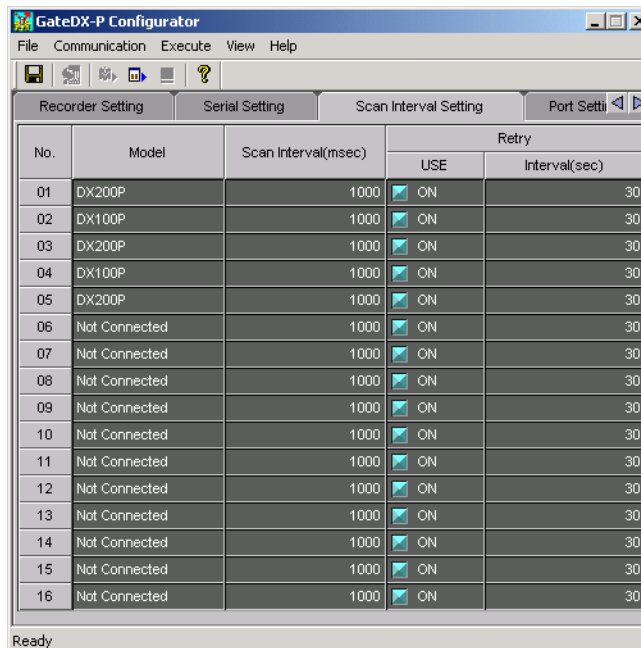 GateDX-P Configurator
File Communication Execute View Help
Recorder Setting Serial Setting Scan Interval Setting Port
No. Model Scan Interval(msec) Retry
USE Interval(sec)
01 DX200P 1000 ON 30
02 DX100P 1000 ON 30
03 DX200P 1000 ON 30
04 DX100P 1000 ON 30
05 DX200P 1000 ON 30
06 Not Connected 1000 ON 30
07 Not Connected 1000 ON 30
08 Not Connected 1000 ON 30
09 Not Connected 1000 ON 30
10 Not Connected 1000 ON 30
11 Not Connected 1000 ON 30
12 Not Connected 1000 ON 30
13 Not Connected 1000 ON 30
14 Not Connected 1000 ON 30
15 Not Connected 1000 ON 30
16 Not Connected 1000 ON 30
Ready